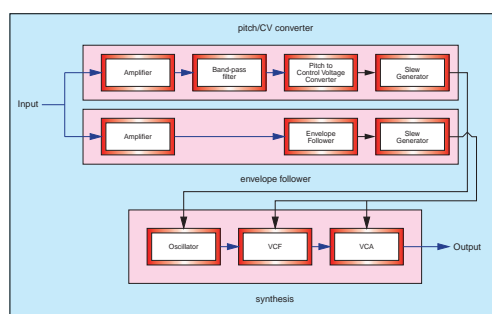 pitch/CV converter
Amplifier
Band-pass
filter
Pitch to
Control Voltage
Converter
Slew
Generator
Input
Amplifier
Envelope
Follower
Slew
Generator
envelope follower
Oscillator
VCF
VCA
Output
synthesis